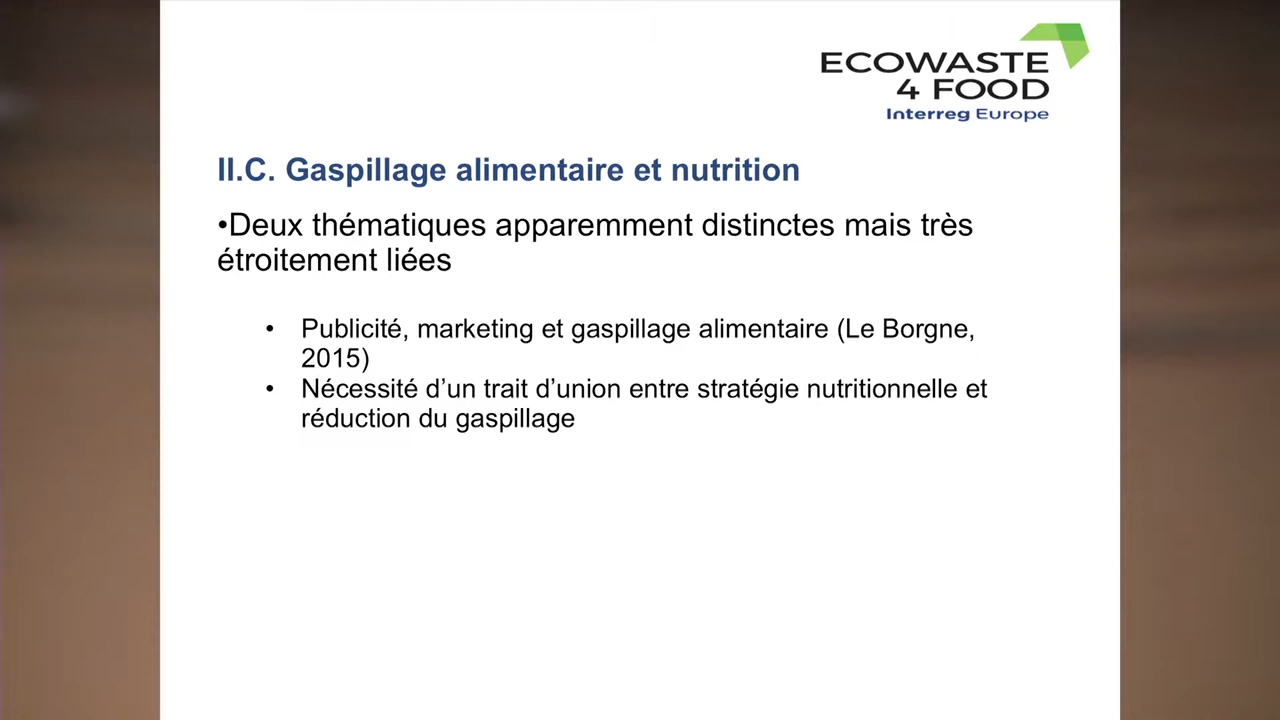 ECOWASTE
4 FOOD
Interreg Europe
II.C. Gaspillage alimentaire et nutrition
•Deux thématiques apparemment distinctes mais très
étroitement liées
• Publicité, marketing et gaspillage alimentaire (Le Borgne,
2015)
• Nécessité d’un trait d’union entre stratégie nutritionnelle et
réduction du gaspillage